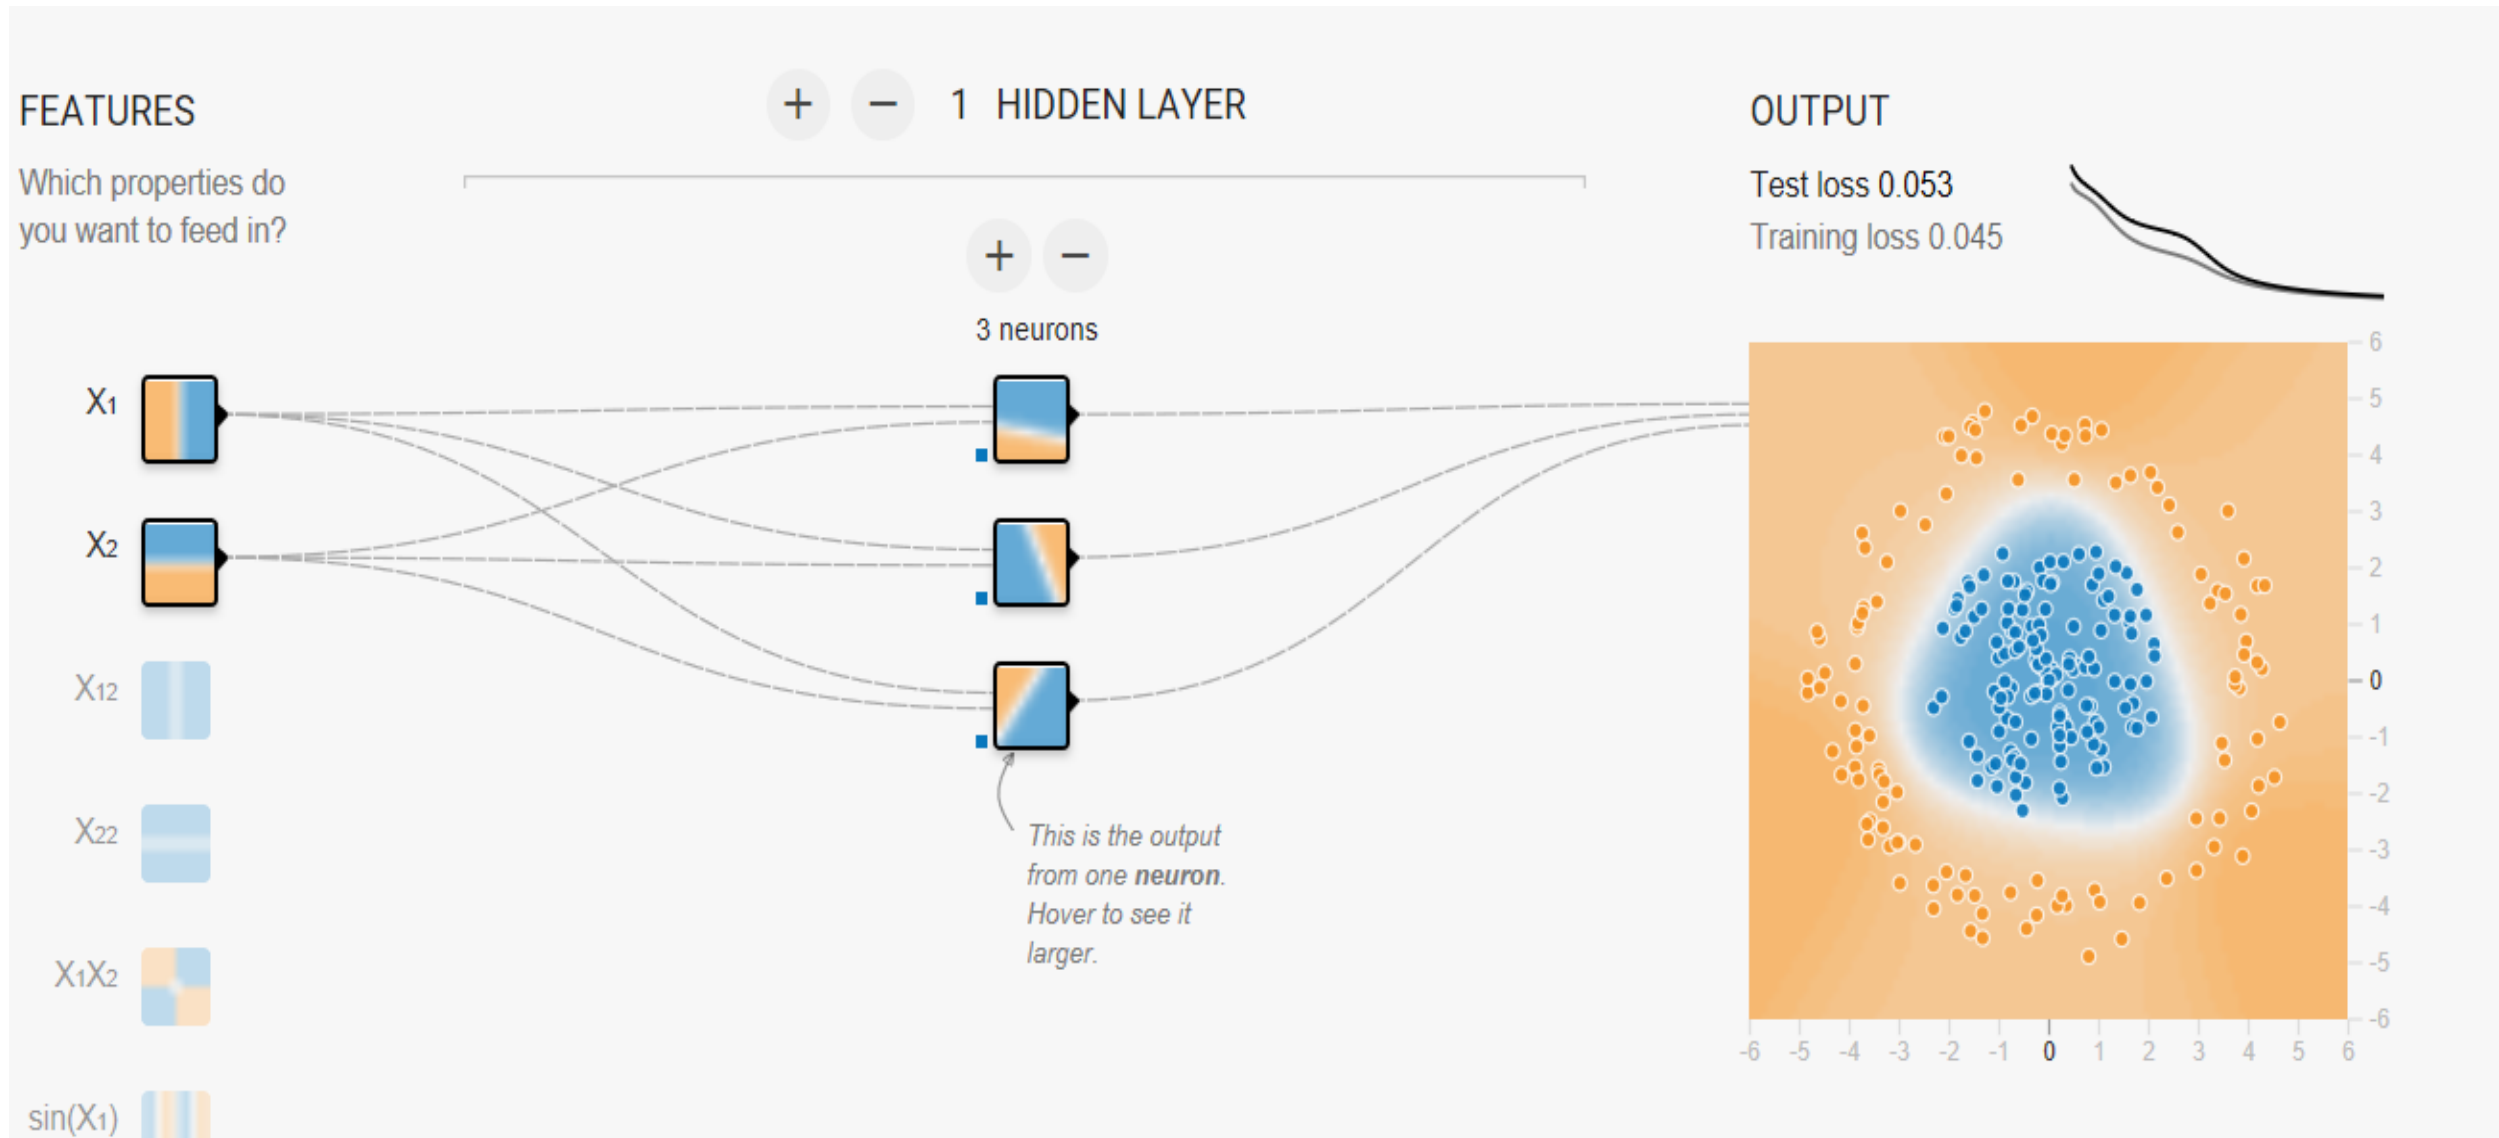 FEATURES
Which properties do
you want to feed in?
X1
X2
X12
X22
X1X2
sin(X1)
+ − 1 HIDDEN LAYER
+ −
3 neurons
This is the output
from one neuron.
Hover to see it
larger.
OUTPUT
Test loss 0.053
Training loss 0.045
6
5
4
3
2
1
0
-1
-2
-3
-4
-5
-6
-6 -5 -4 -3 -2 -1 0 1 2 3 4 5 6